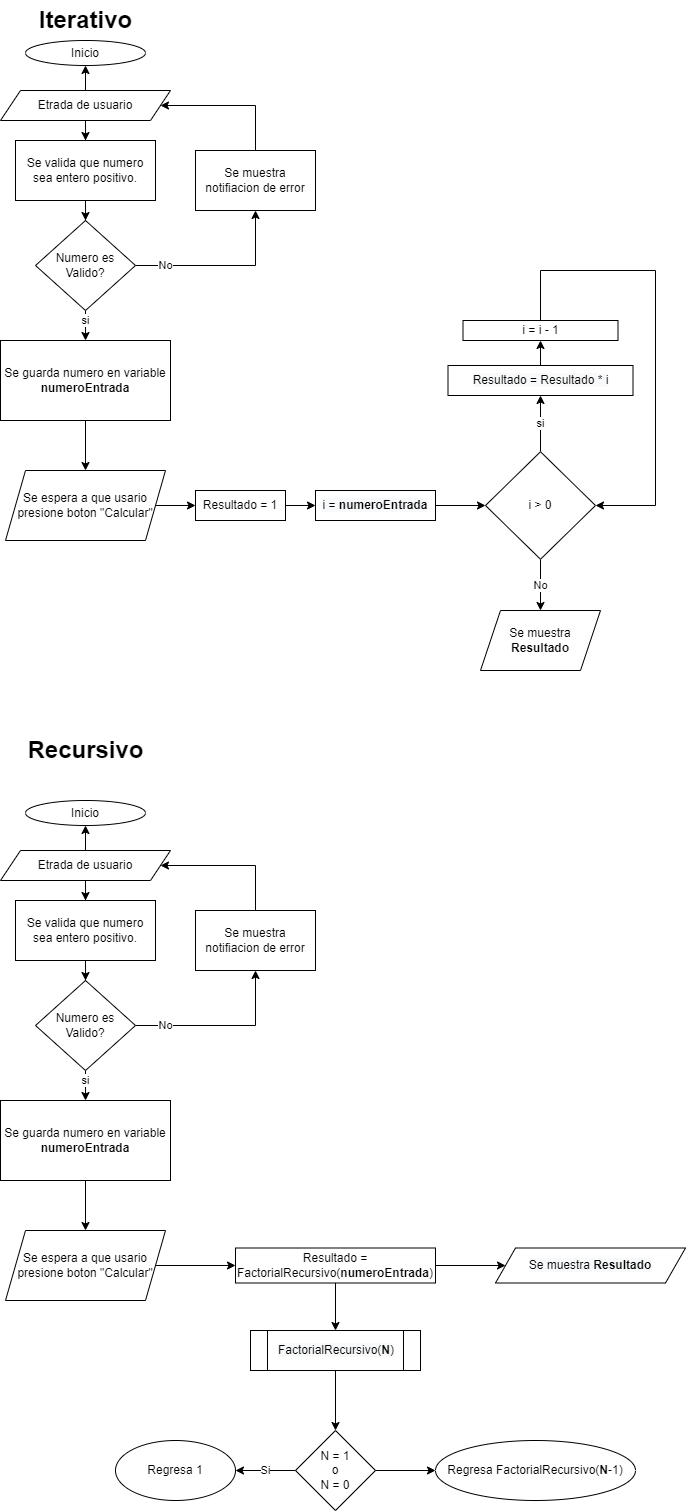 Iterativo
Inicio
Etrada de usuario
Se valida que numero
sea entero positivo.
Se muestra
notifiacion de error
Numero es
Valido?
No
si
Se guarda numero en variable
numeroEntrada
Se espera a que usario
presione boton "Calcular"
Resultado = 1
i = numeroEntrada
i > 0
si
Resultado = Resultado * i
i = i - 1
No
Se muestra
Resultado
Recursivo
Inicio
Etrada de usuario
Se valida que numero
sea entero positivo.
Se muestra
notifiacion de error
Numero es
Valido?
No
si
Se guarda numero en variable
numeroEntrada
Se espera a que usario
presione boton "Calcular"
Resultado =
FactorialRecursivo(numeroEntrada)
Se muestra Resultado
FactorialRecursivo(N)
N = 1
o
N = 0
Si
Regresa 1
Regresa FactorialRecursivo(N-1)